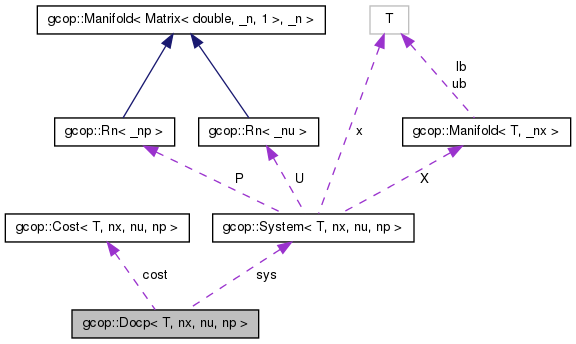 gcop::Manifold< Matrix< double, _n, 1 >, _n >
T
lb
ub
gcop::Rn< _np >
gcop::Rn< _nu >
x
gcop::Manifold< T, _nx >
P
U
X
gcop::Cost< T, nx, nu, np >
gcop::System< T, nx, nu, np >
cost
sys
gcop::Docp< T, nx, nu, np >